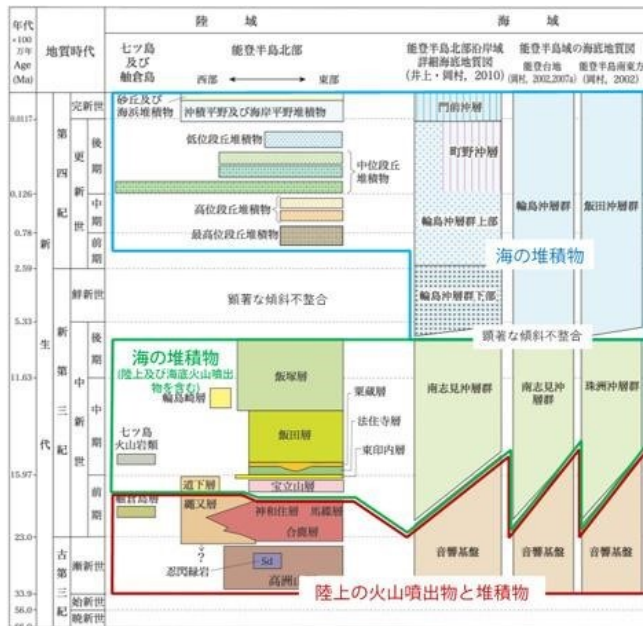 年代
×100
万年
Age
(Ma)
地質時代
陸 域
海 域
七ツ島
及び
舳倉島
能登半島北部
西部
東部
能登半島北部沿岸域
詳細海底地質図
(井上・岡村, 2010)
能登半島域の海底地質図
能登台地
(岡村, 2002,2007a)
能登半島南東方
(岡村, 2002)
0.0117
0.126
0.78
2.59
5.33
11.63
15.97
23.0
33.9
56.0
新生代
第四紀
新第三紀
古第三紀
完新世
更新世
後期
中期
前期
鮮新世
中新世
後期
中期
前期
漸新世
始新世
暁新世
砂丘及び
海浜堆積物
沖積平野及び海岸平野堆積物
低位段丘堆積物
中位段丘
堆積物
高位段丘堆積物
最高位段丘堆積物
顕著な傾斜不整合
門前沖層
町野沖層
輪島沖層群上部
輪島沖層群下部
輪島沖層群
飯田沖層群
海の堆積物
顕著な傾斜不整合
海の堆積物
(陸上及び海底火山噴出
物を含む)
輪島崎層
七ツ島
火山岩類
舳倉島層
飯塚層
飯田層
粟蔵層
法住寺層
東印内層
道下層
宝立山層
縄又層
神和住層
馬緤層
合鹿層
?
忍閃緑岩
Sd
高洲山
南志見沖層群
南志見沖
層群
珠洲沖層群
音響基盤
音響基盤
音響基盤
陸上の火山噴出物と堆積物